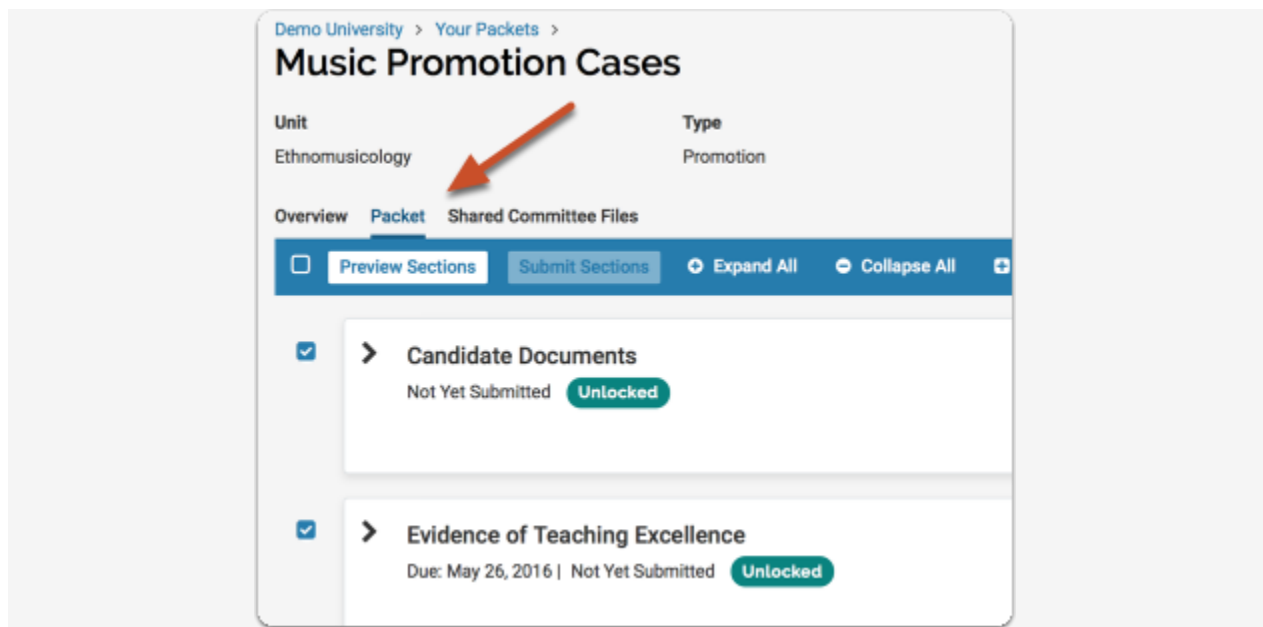 Demo University > Your Packets >
Music Promotion Cases
Unit Type
Ethnomusicology Promotion
Overview Packet Shared Committee Files
Preview Sections Submit Sections Expand All Collapse All
Candidate Documents
Not Yet Submitted Unlocked
Evidence of Teaching Excellence
Due: May 26, 2016 | Not Yet Submitted Unlocked